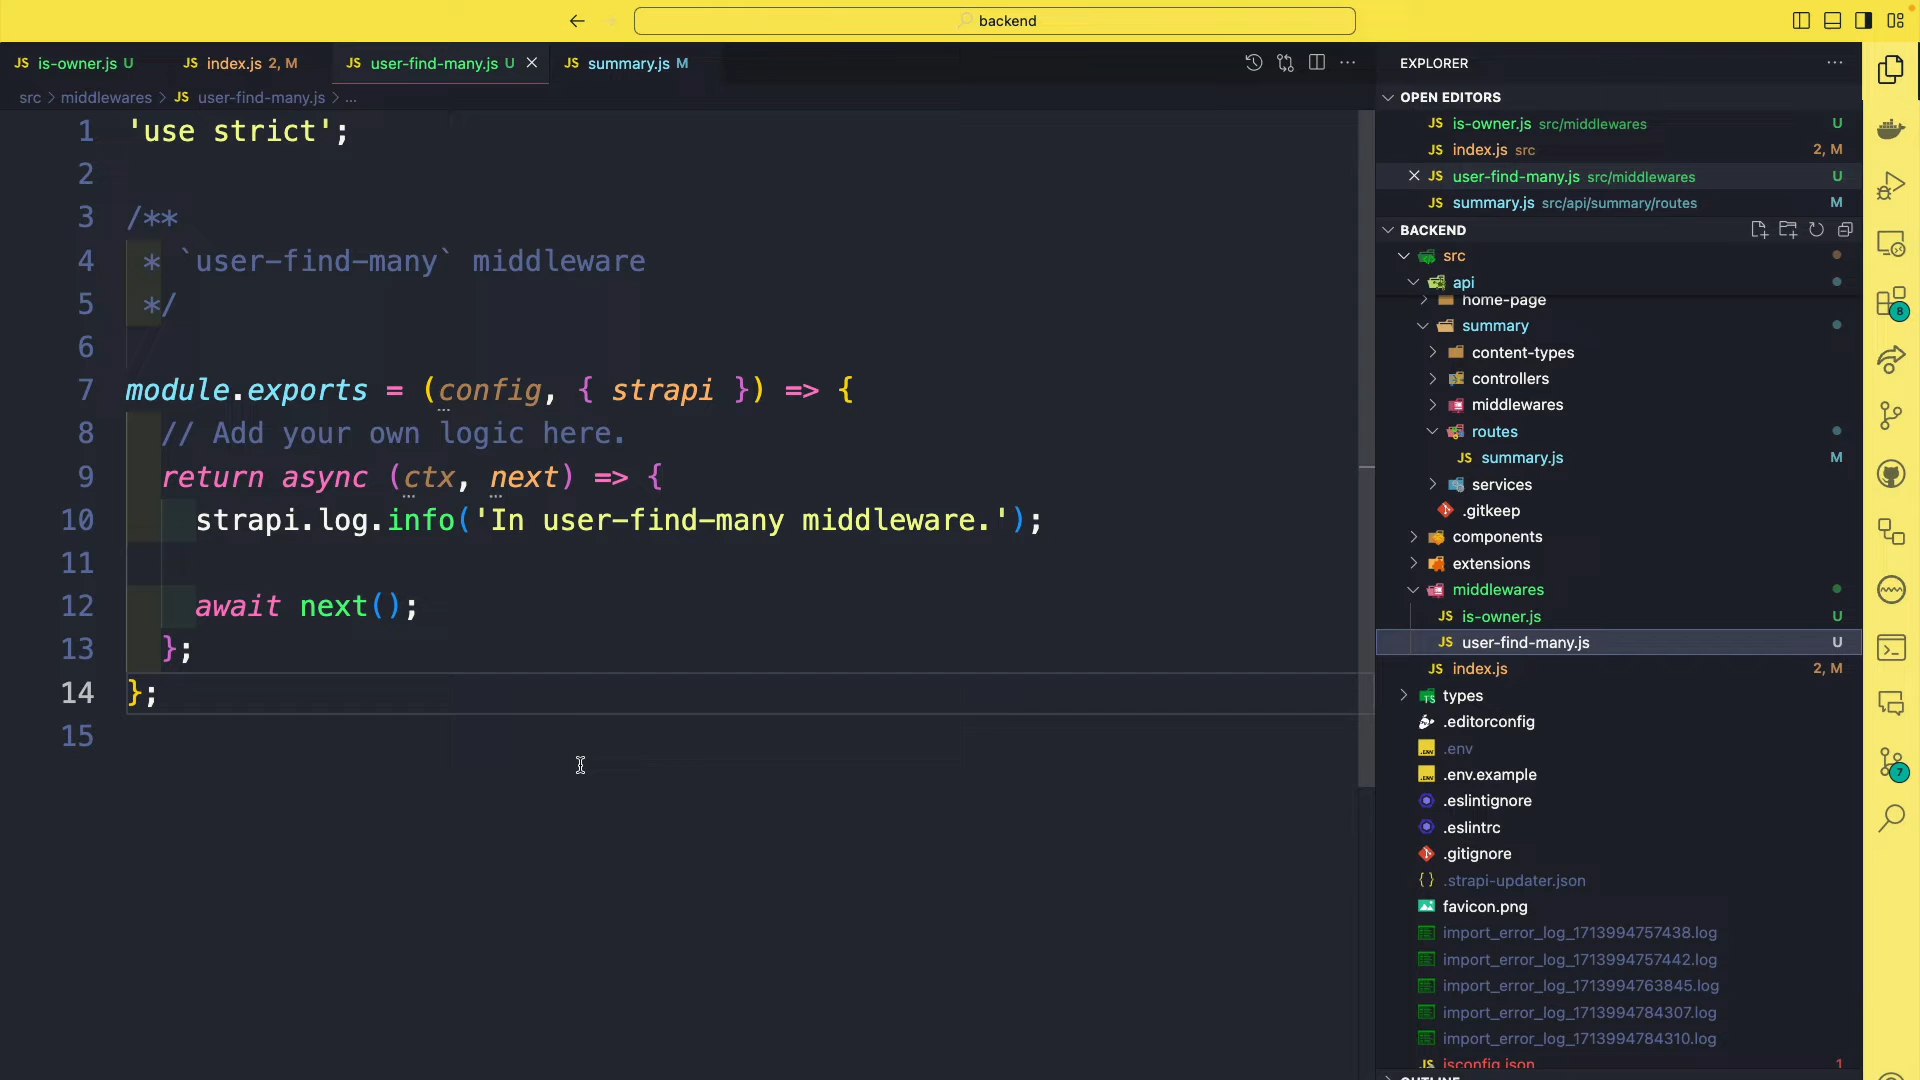 backend
JS is-owner.js U
JS index.js 2, M
JS user-find-many.js U
JS summary.js M
src > middlewares > JS user-find-many.js > ...
1 'use strict';
2
3 /**
4 * `user-find-many` middleware
5 */
6
7 module.exports = (config, { strapi }) => {
8 // Add your own logic here.
9 return async (ctx, next) => {
10 strapi.log.info('In user-find-many middleware.');
11
12 await next();
13 };
14 };
15
EXPLORER
OPEN EDITORS
JS is-owner.js src/middlewares U
JS index.js src 2, M
JS user-find-many.js src/middlewares U
JS summary.js src/api/summary/routes M
BACKEND
src
api
home-page
summary
content-types
controllers
middlewares
routes
JS summary.js M
services
.gitkeep
components
extensions
middlewares
JS is-owner.js U
JS user-find-many.js U
JS index.js 2, M
types
.editorconfig
.env
.env.example
.eslintignore
.eslintrc
.gitignore
{} .strapi-updater.json
favicon.png
import_error_log_1713994757438.log
import_error_log_1713994757442.log
import_error_log_1713994763845.log
import_error_log_1713994784307.log
import_error_log_1713994784310.log
JS jsconfig.json 1
OUTLINE
8
7